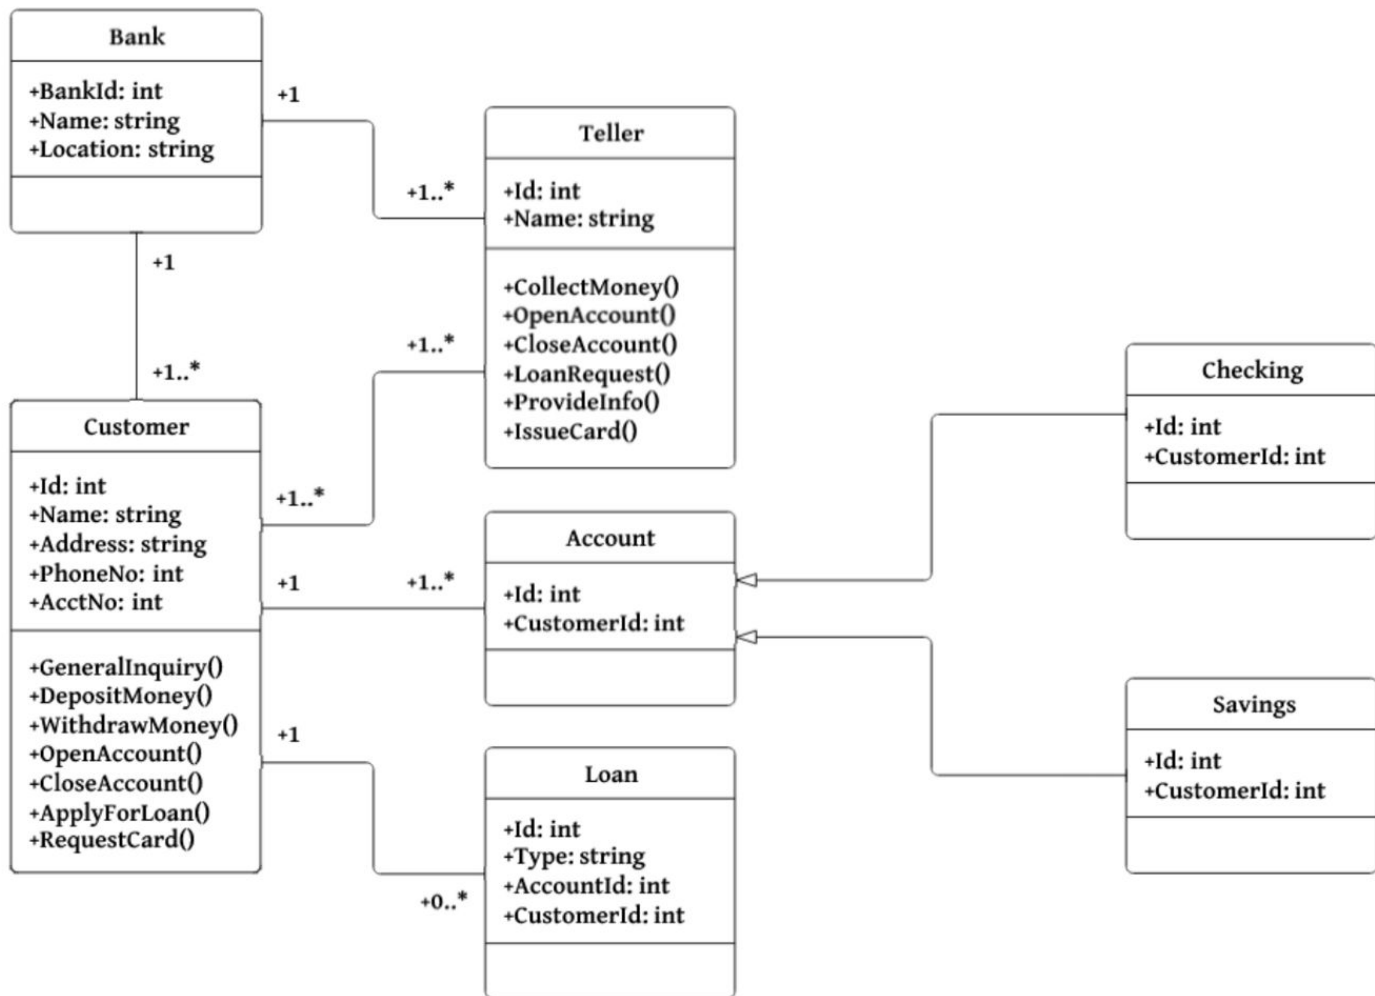 Bank
+BankId: int
+Name: string
+Location: string
+1
+1..*
+1
+1..*
Teller
+Id: int
+Name: string
+CollectMoney()
+OpenAccount()
+CloseAccount()
+LoanRequest()
+ProvideInfo()
+IssueCard()
+1..*
+1..*
Customer
+Id: int
+Name: string
+Address: string
+PhoneNo: int
+AcctNo: int
+GeneralInquiry()
+DepositMoney()
+WithdrawMoney()
+OpenAccount()
+CloseAccount()
+ApplyForLoan()
+RequestCard()
+1
+1..*
Account
+Id: int
+CustomerId: int
+1
+0..*
Loan
+Id: int
+Type: string
+AccountId: int
+CustomerId: int
Checking
+Id: int
+CustomerId: int
Savings
+Id: int
+CustomerId: int